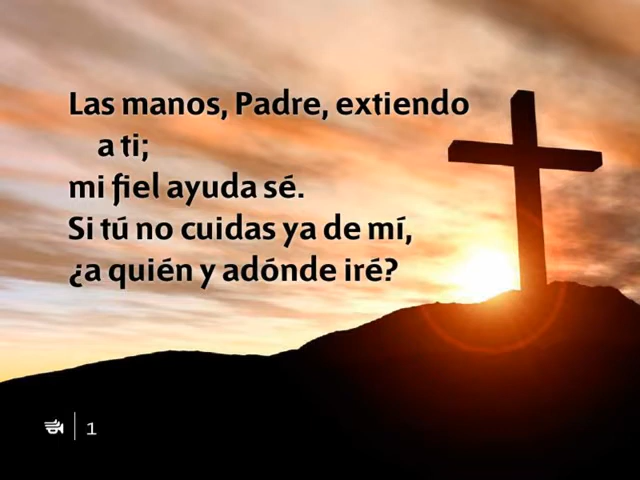 Las manos, Padre, extiendo
a ti;
mi fiel ayuda sé.
Si tú no cuidas ya de mí,
¿a quién y adónde iré?
1